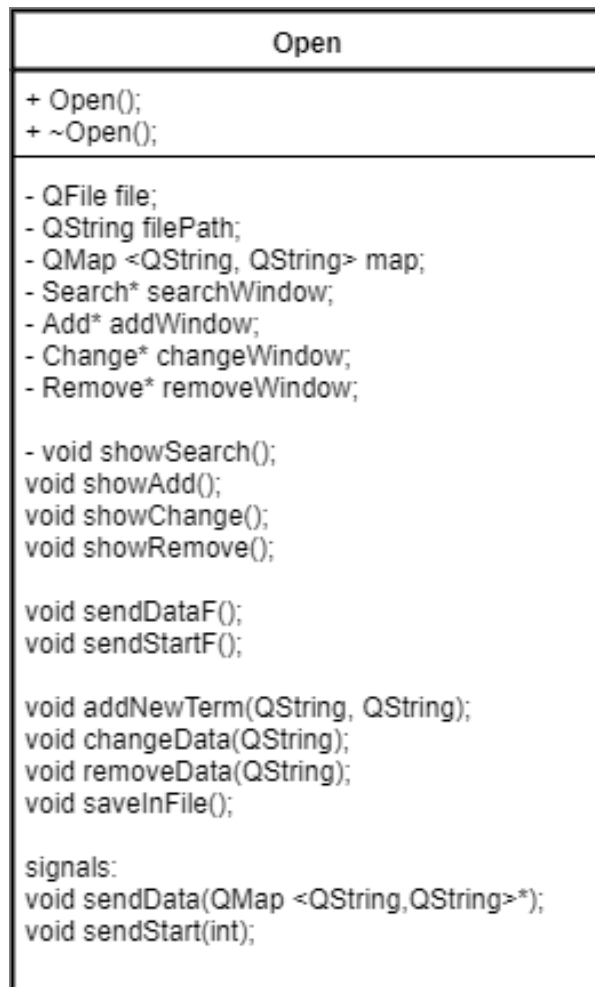 Open
+ Open();
+ ~Open();
- QFile file;
- QString filePath;
- QMap <QString, QString> map;
- Search* searchWindow;
- Add* addWindow;
- Change* changeWindow;
- Remove* removeWindow;
- void showSearch();
void showAdd();
void showChange();
void showRemove();
void sendDataF();
void sendStartF();
void addNewTerm(QString, QString);
void changeData(QString);
void removeData(QString);
void saveInFile();
signals:
void sendData(QMap <QString,QString>*);
void sendStart(int);